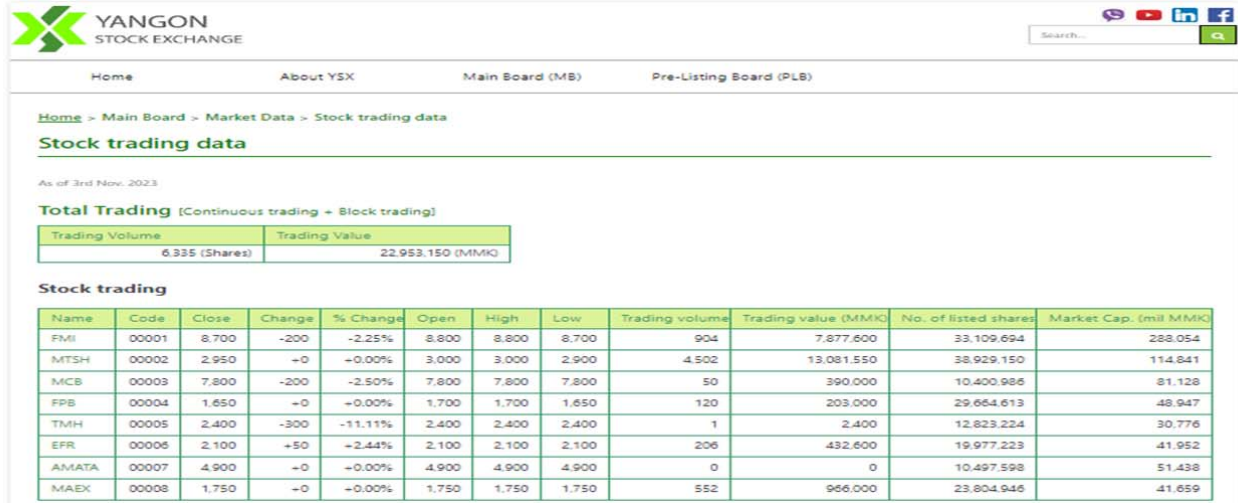 YANGON
STOCK EXCHANGE
Search...
Home About YSX Main Board (MB) Pre-Listing Board (PLB)
Home > Main Board > Market Data > Stock trading data
Stock trading data
As of 3rd Nov. 2023
Total Trading [Continuous trading + Block trading]
Trading Volume Trading Value
6,335 (Shares) 22,953,150 (MMK)
Stock trading
Name Code Close Change % Change Open High Low Trading volume Trading value (MMK) No. of listed shares Market Cap. (mil MMK)
FMI 00001 8,700 -200 -2.25% 8,800 8,800 8,700 904 7,877,600 33,109,694 288,054
MTSH 00002 2,950 +0 +0.00% 3,000 3,000 2,900 4,502 13,081,550 38,929,150 114,841
MCB 00003 7,800 -200 -2.50% 7,800 7,800 7,800 50 390,000 10,400,986 81,128
FPB 00004 1,650 +0 +0.00% 1,700 1,700 1,650 120 203,000 29,664,613 48,947
TMH 00005 2,400 -300 -11.11% 2,400 2,400 2,400 1 2,400 12,823,224 30,776
EFR 00006 2,100 +50 +2.44% 2,100 2,100 2,100 206 432,600 19,977,223 41,952
AMATA 00007 4,900 +0 +0.00% 4,900 4,900 4,900 0 0 10,497,598 51,438
MAEX 00008 1,750 +0 +0.00% 1,750 1,750 1,750 552 966,000 23,804,946 41,659